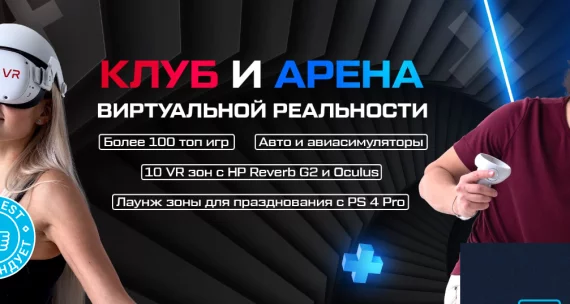 VR
КЛУБ И АРЕНА
ВИРТУАЛЬНОЙ РЕАЛЬНОСТИ
Более 100 топ игр
Авто и авиасимуляторы
10 VR зон с HP Reverb G2 и Oculus
Лаунж зоны для празднования с PS 4 Pro